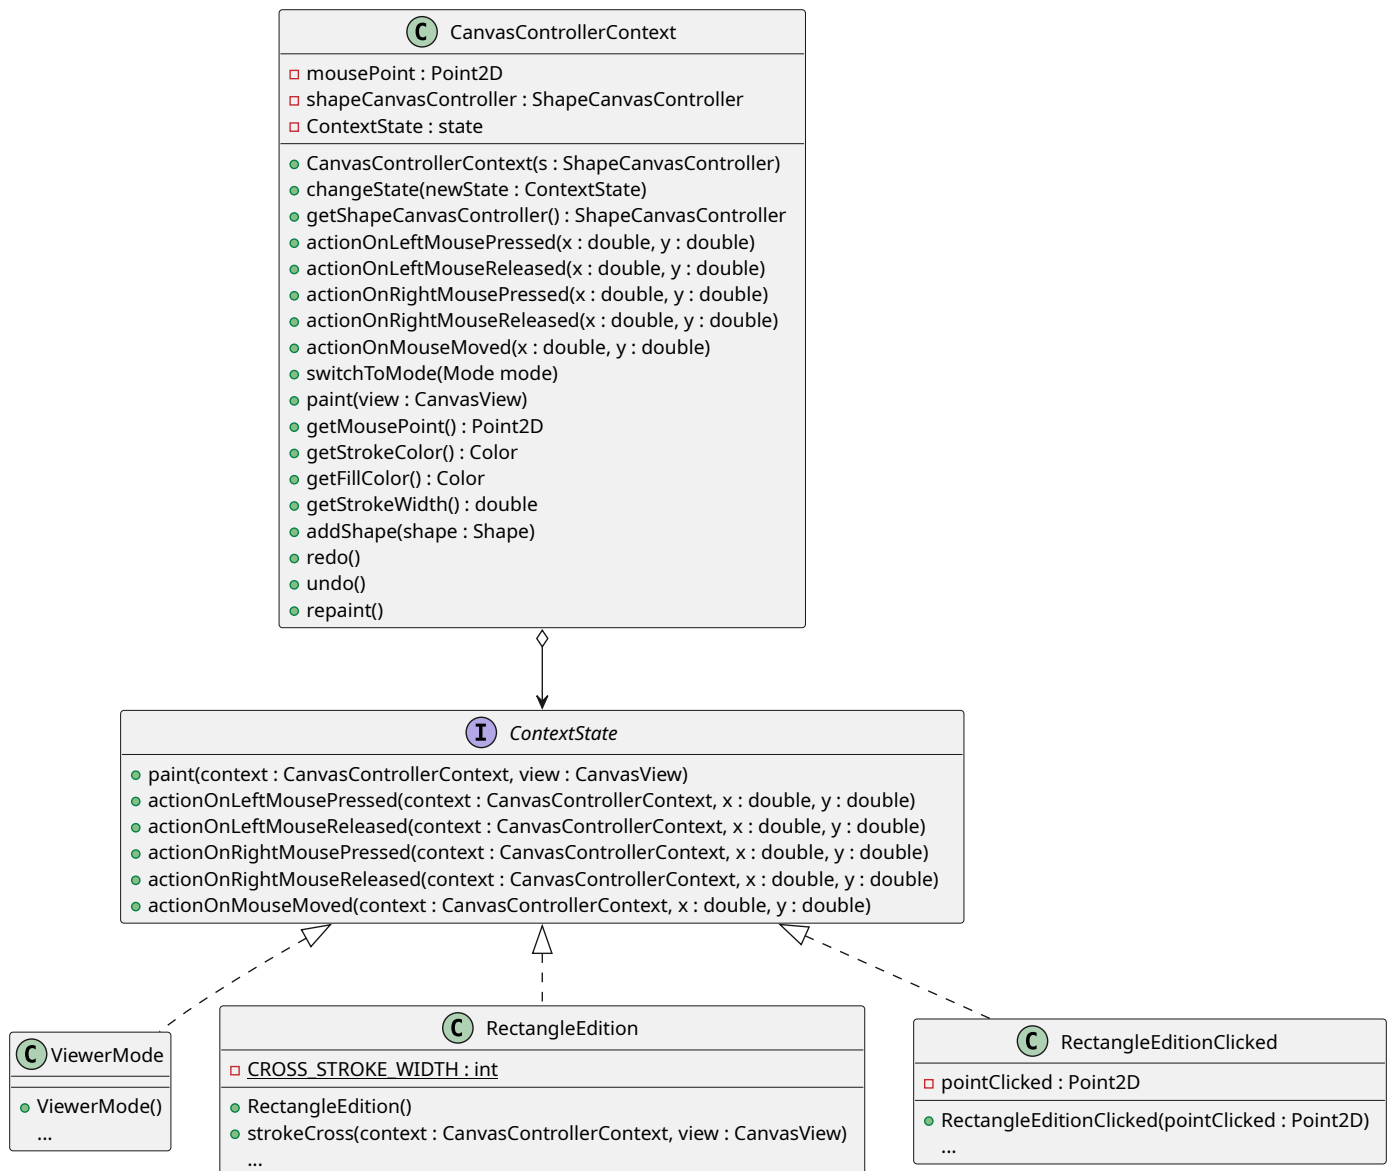 C CanvasControllerContext
mousePoint : Point2D
shapeCanvasController : ShapeCanvasController
ContextState : state
CanvasControllerContext(s : ShapeCanvasController)
changeState(newState : ContextState)
getShapeCanvasController() : ShapeCanvasController
actionOnLeftMousePressed(x : double, y : double)
actionOnLeftMouseReleased(x : double, y : double)
actionOnRightMousePressed(x : double, y : double)
actionOnRightMouseReleased(x : double, y : double)
actionOnMouseMoved(x : double, y : double)
switchToMode(Mode mode)
paint(view : CanvasView)
getMousePoint() : Point2D
getStrokeColor() : Color
getFillColor() : Color
getStrokeWidth() : double
addShape(shape : Shape)
redo()
undo()
repaint()
I ContextState
paint(context : CanvasControllerContext, view : CanvasView)
actionOnLeftMousePressed(context : CanvasControllerContext, x : double, y : double)
actionOnLeftMouseReleased(context : CanvasControllerContext, x : double, y : double)
actionOnRightMousePressed(context : CanvasControllerContext, x : double, y : double)
actionOnRightMouseReleased(context : CanvasControllerContext, x : double, y : double)
actionOnMouseMoved(context : CanvasControllerContext, x : double, y : double)
C ViewerMode
ViewerMode()
...
C RectangleEdition
CROSS_STROKE_WIDTH : int
RectangleEdition()
strokeCross(context : CanvasControllerContext, view : CanvasView)
...
C RectangleEditionClicked
pointClicked : Point2D
RectangleEditionClicked(pointClicked : Point2D)
...